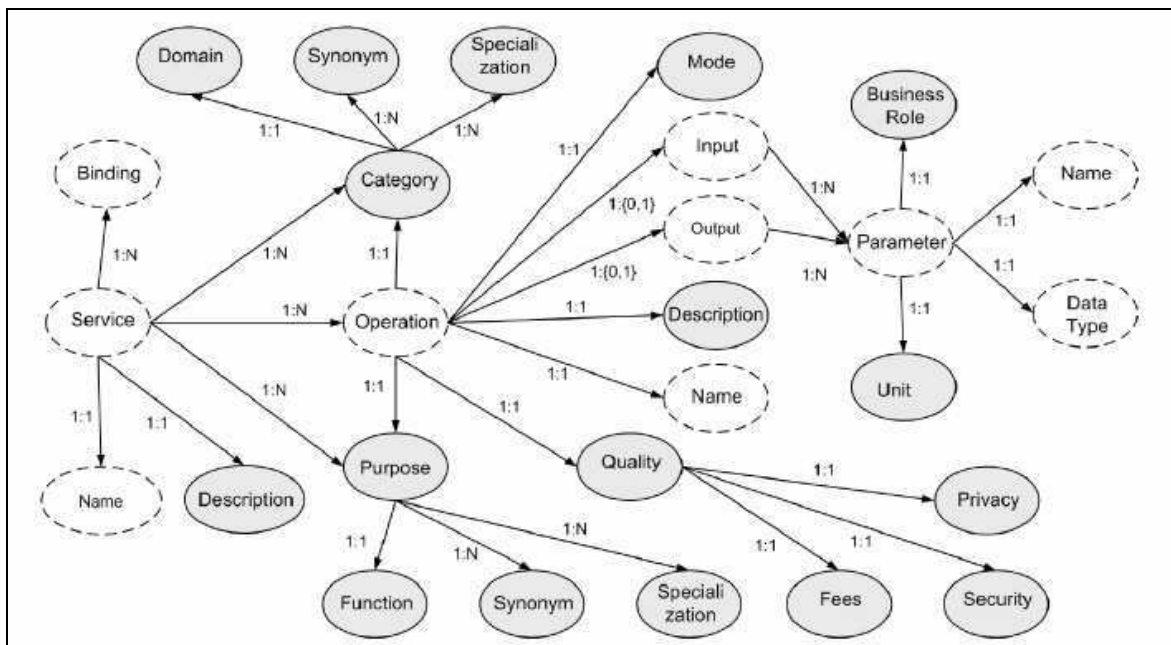 Domain
Synonym
Speciali
zation
Mode
Business
Role
1:1
1:N
1:N
1:1
Input
1:N
1:1
Name
Binding
Category
1:{0,1}
Output
1:1
Parameter
1:N
1:N
1:1
1:{0,1}
1:N
1:1
Service
1:N
Operation
1:1
Description
1:1
Data
Type
1:N
1:1
1:1
Name
Unit
1:1
1:1
1:1
Purpose
Quality
1:1
Name
Description
Privacy
1:1
1:N
1:N
1:1
1:1
Function
Synonym
Speciali
zation
Fees
Security